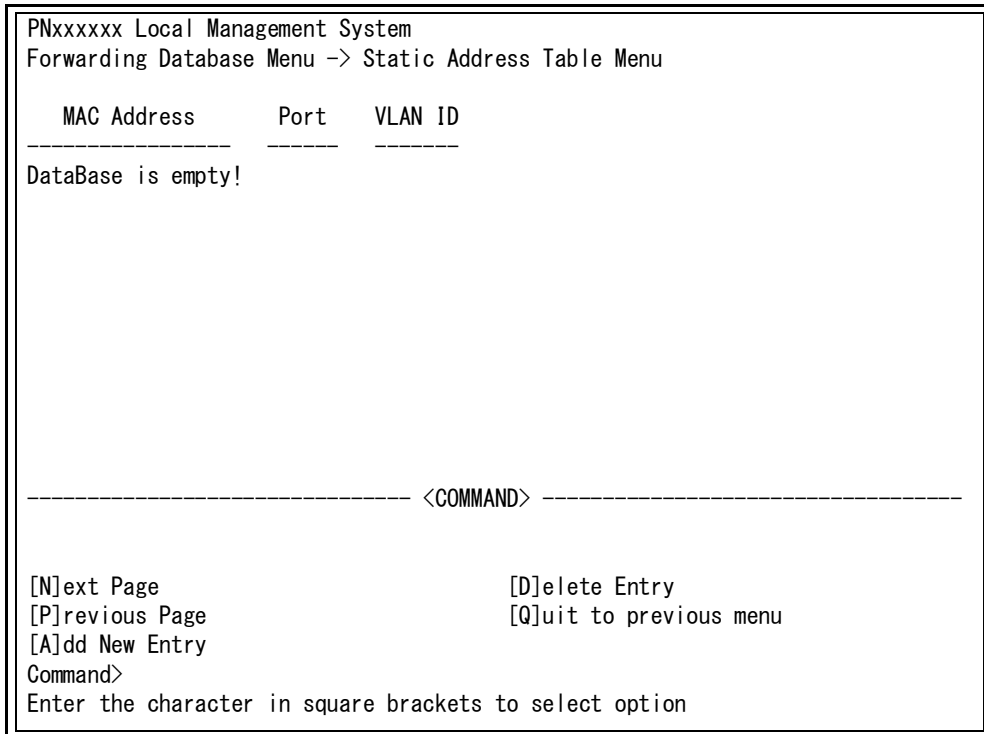 PNxxxxxx Local Management System
Forwarding Database Menu -> Static Address Table Menu
MAC Address Port VLAN ID
----------------- ------ -------
DataBase is empty!
-------------------------------- <COMMAND> -----------------------------------
[N]ext Page [D]elete Entry
[P]revious Page [Q]uit to previous menu
[A]dd New Entry
Command>
Enter the character in square brackets to select option